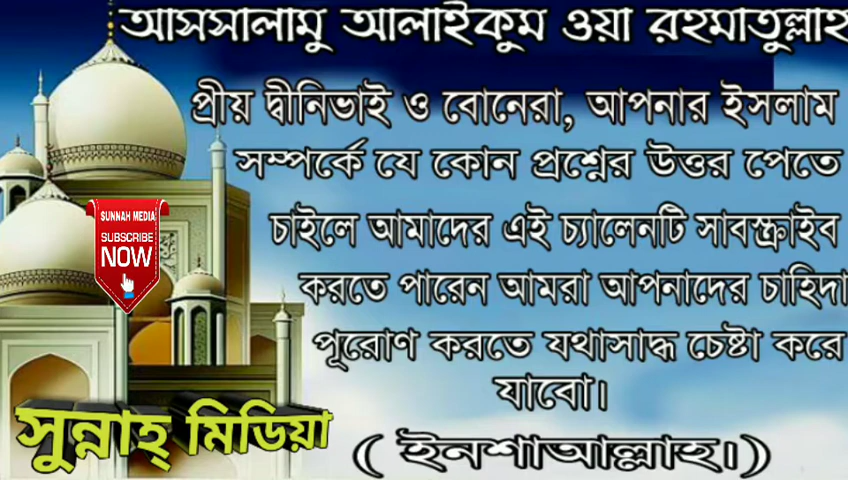 আসসালামু আলাইকুম ওয়া রহমাতুল্লাহ
প্রীয় দ্বীনিভাই ও বোনেরা, আপনার ইসলাম
সম্পর্কে যে কোন প্রশ্নের উত্তর পেতে
চাইলে আমাদের এই চ্যালেনটি সাবস্ক্রাইব
করতে পারেন আমরা আপনাদের চাহিদা
পূরোণ করতে যথাসাদ্ধ চেষ্টা করে
যাবো।
( ইনশাআল্লাহ।)
SUNNAH MEDIA
SUBSCRIBE
NOW
সুন্নাহ্ মিডিয়া